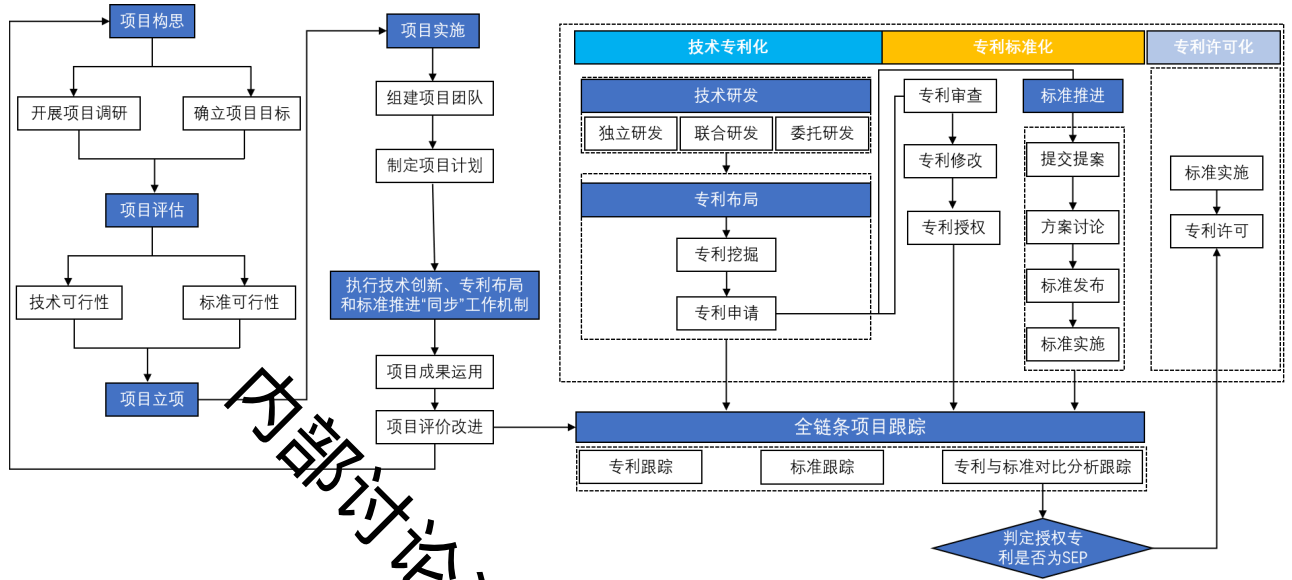 项目构思
开展项目调研
确立项目目标
项目评估
技术可行性
标准可行性
项目立项
项目实施
组建项目团队
制定项目计划
执行技术创新、专利布局
和标准推进“同步”工作机制
项目成果运用
项目评价改进
技术专利化
专利标准化
专利许可化
技术研发
独立研发
联合研发
委托研发
专利布局
专利挖掘
专利申请
专利审查
专利修改
专利授权
标准推进
提交提案
方案讨论
标准发布
标准实施
标准实施
专利许可
全链条项目跟踪
专利跟踪
标准跟踪
专利与标准对比分析跟踪
判定授权专
利是否为SEP
内部讨论